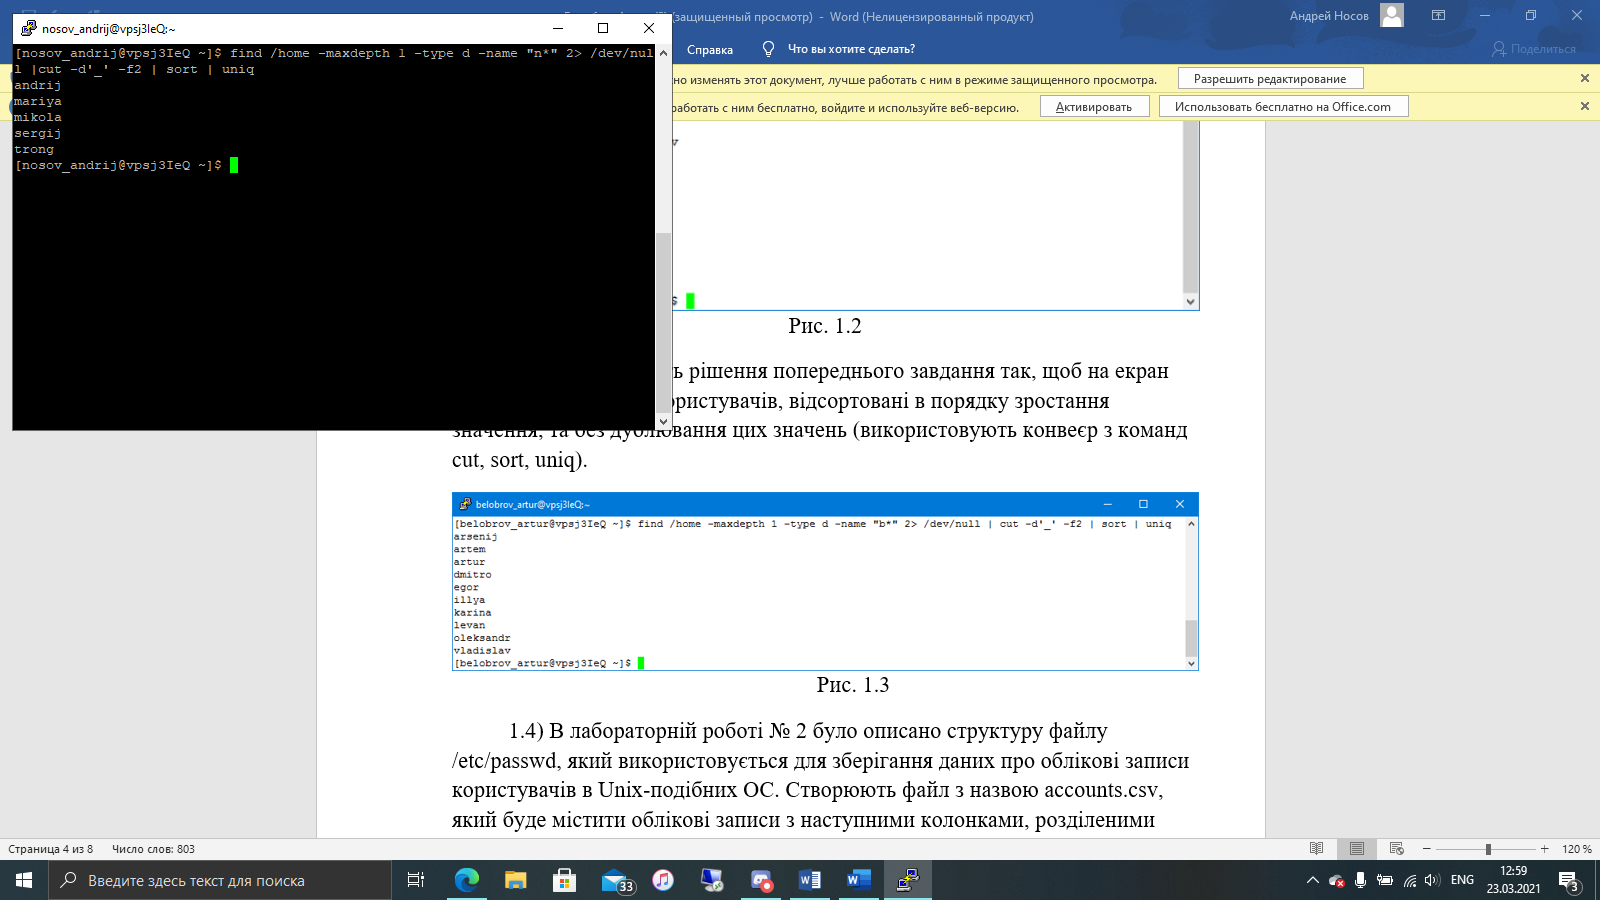 nosov_andrij@vpsj3IeQ:~
[nosov_andrij@vpsj3IeQ ~]$ find /home -maxdepth 1 -type d -name "n*" 2> /dev/nul
l |cut -d'_' -f2 | sort | uniq
andrij
mariya
mikola
sergij
trong
[nosov_andrij@vpsj3IeQ ~]$
(защищенный просмотр) - Word (Нелицензированный продукт)
Андрей Носов
Справка
Что вы хотите сделать?
Поделиться
но изменять этот документ, лучше работать с ним в режиме защищенного просмотра.
Разрешить редактирование
работать с ним бесплатно, войдите и используйте веб-версию.
Активировать
Использовать бесплатно на Office.com
$
Рис. 1.2
ь рішення попереднього завдання так, щоб на екран
ористувачів, відсортовані в порядку зростання
значення, та без дублювання цих значень (використовують конвеєр з команд
cut, sort, uniq).
belobrov_artur@vpsj3IeQ:~
[belobrov_artur@vpsj3IeQ ~]$ find /home -maxdepth 1 -type d -name "b*" 2> /dev/null | cut -d'_' -f2 | sort | uniq
arsenij
artem
artur
dmitro
egor
illya
karina
levan
oleksandr
vladislav
[belobrov_artur@vpsj3IeQ ~]$
Рис. 1.3
1.4) В лабораторній роботі № 2 було описано структуру файлу
/etc/passwd, який використовується для зберігання даних про облікові записи
користувачів в Unix-подібних ОС. Створюють файл з назвою accounts.csv,
який буде містити облікові записи з наступними колонками, розділеними
Страница 4 из 8
Число слов: 803
120 %
Введите здесь текст для поиска
33
ENG
12:59
23.03.2021
3